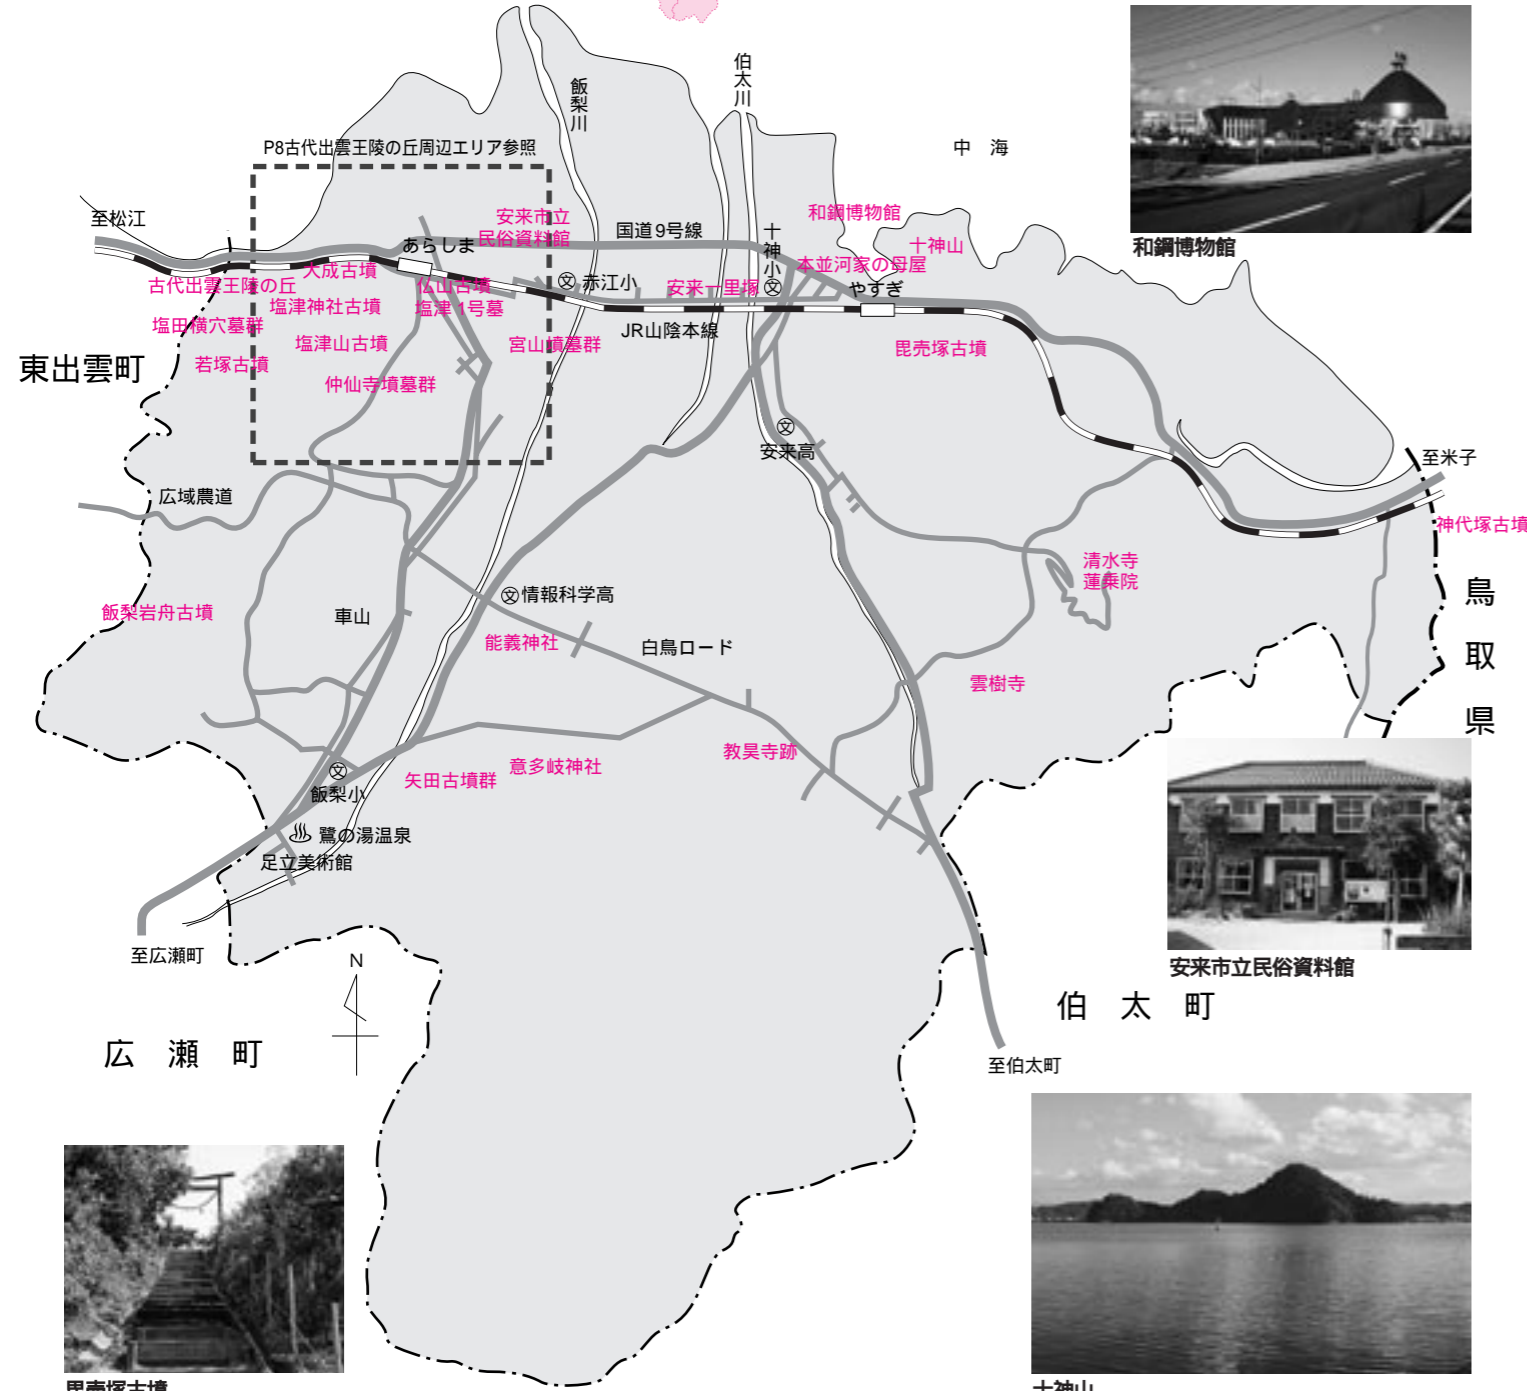 飯梨川
伯太川
中　海
P8古代出雲王陵の丘周辺エリア参照
和鋼博物館
至松江
安来市立
民俗資料館
国道9号線
十神小
和鋼博物館
十神山
あらしま
本並河家の母屋
大成古墳
古代出雲王陵の丘
仏山古墳
赤江小
安来一里塚
やすぎ
塩津神社古墳
塩津1号墓
塩田横穴墓群
JR山陰本線
塩津山古墳
宮山墳墓群
毘売塚古墳
東出雲町
若塚古墳
仲仙寺墳墓群
安来高
至米子
広域農道
神代塚古墳
清水寺
蓮乗院
鳥取県
飯梨岩舟古墳
車山
情報科学高
能義神社
白鳥ロード
雲樹寺
教昊寺跡
意多岐神社
矢田古墳群
飯梨小
鷺の湯温泉
足立美術館
至広瀬町
N
安来市立民俗資料館
伯　太　町
広　瀬　町
至伯太町
毘売塚古墳
十神山